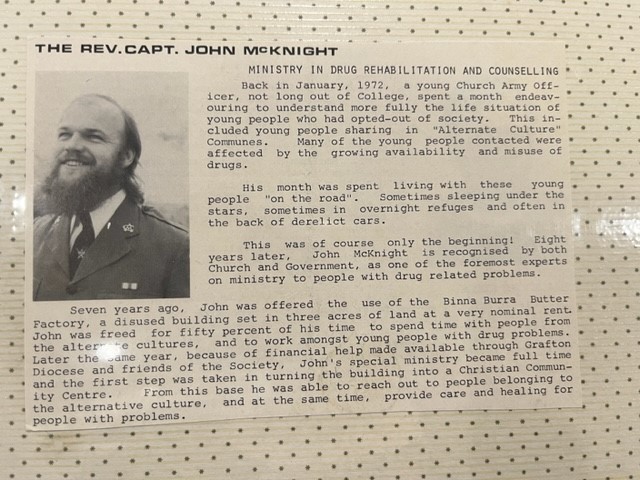 THE REV.CAPT. JOHN McKNIGHT
MINISTRY IN DRUG REHABILITATION AND COUNSELLING
Back in January, 1972, a young Church Army Off-
icer, not long out of College, spent a month endeav-
ouring to understand more fully the life situation of
young people who had opted-out of society. This in-
cluded young people sharing in "Alternate Culture"
Communes. Many of the young people contacted were
affected by the growing availability and misuse of
drugs.
His month was spent living with these young
people "on the road". Sometimes sleeping under the
stars, sometimes in overnight refuges and often in
the back of derelict cars.
This was of course only the beginning! Eight
years later, John McKnight is recognised by both
Church and Government, as one of the foremost experts
on ministry to people with drug related problems.
Seven years ago, John was offered the use of the Binna Burra Butter
Factory, a disused building set in three acres of land at a very nominal rent.
John was freed for fifty percent of his time to spend time with people from
the alternate cultures, and to work amongst young people with drug problems.
Later the same year, because of financial help made available through Grafton
Diocese and friends of the Society, John's special ministry became full time
and the first step was taken in turning the building into a Christian Commun-
ity Centre. From this base he was able to reach out to people belonging to
the alternative culture, and at the same time, provide care and healing for
people with problems.